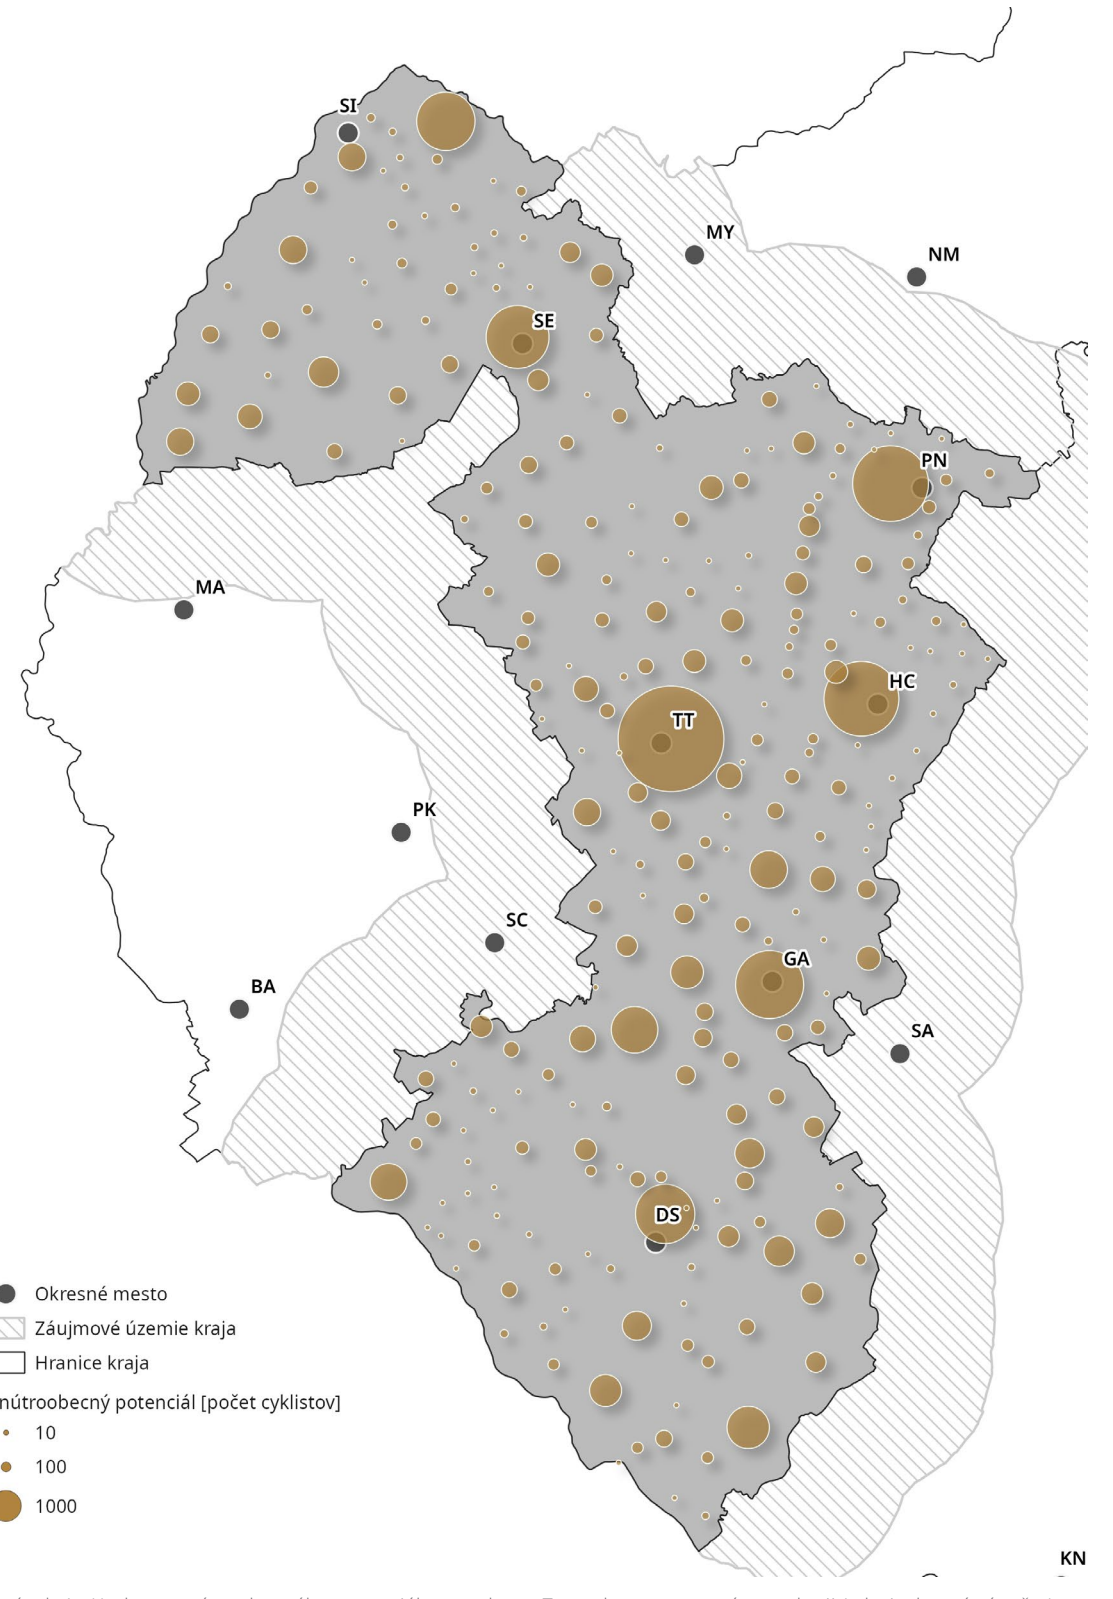 SI
MY
NM
SE
PN
MA
HC
TT
PK
SC
GA
BA
SA
DS
Okresné mesto
Záujmové územie kraja
Hranice kraja
nútroobecný potenciál [počet cyklistov]
10
100
1000
KN